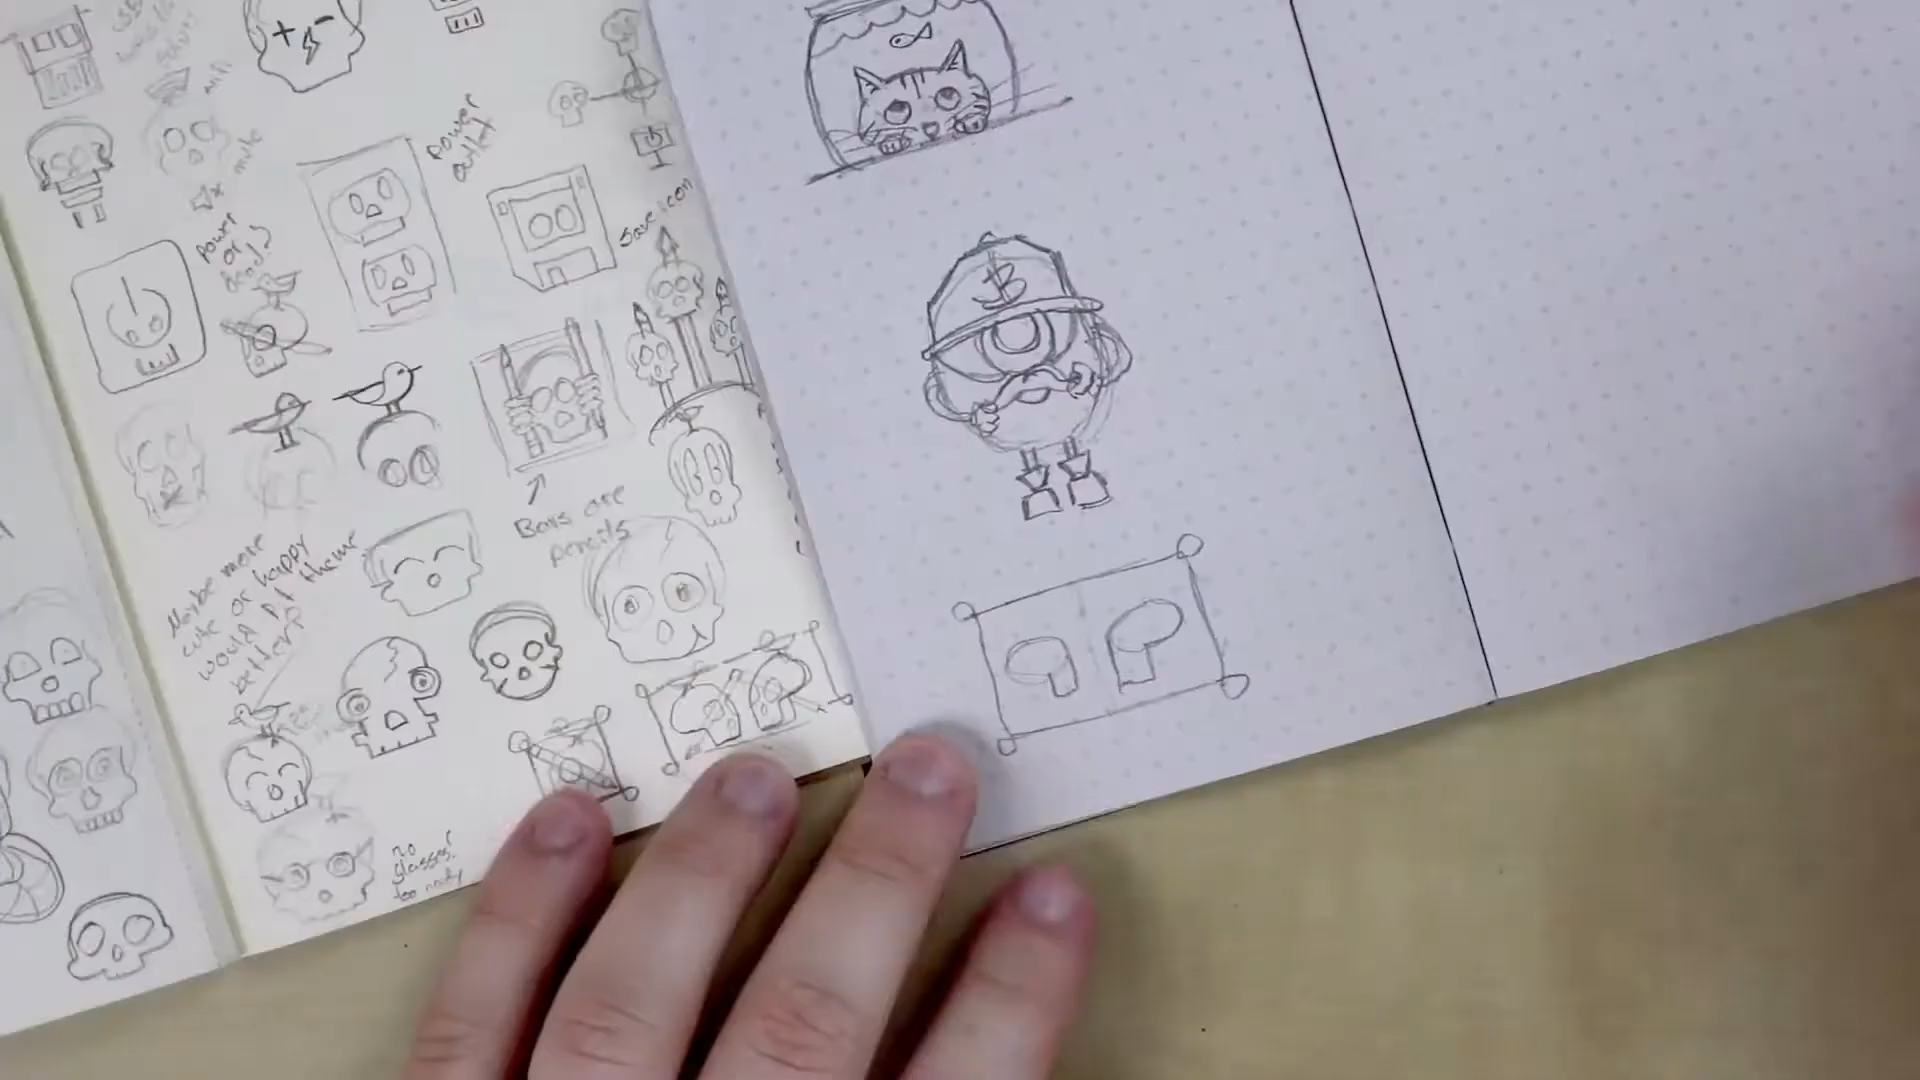 wifi
mute
Power
outlet
Power
or
Dead?
Save icon
Bars are
pencils
Maybe more
cute or happy
would fit theme
better?
no
glasses!
too nerdy
B